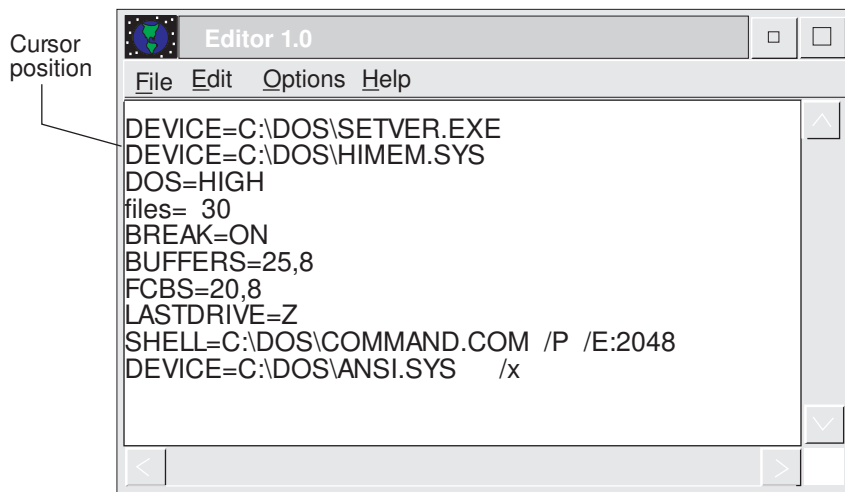 Cursor
position
Editor 1.0
File Edit Options Help
DEVICE=C:\DOS\SETVER.EXE
DEVICE=C:\DOS\HIMEM.SYS
DOS=HIGH
files= 30
BREAK=ON
BUFFERS=25,8
FCBS=20,8
LASTDRIVE=Z
SHELL=C:\DOS\COMMAND.COM /P /E:2048
DEVICE=C:\DOS\ANSI.SYS /x